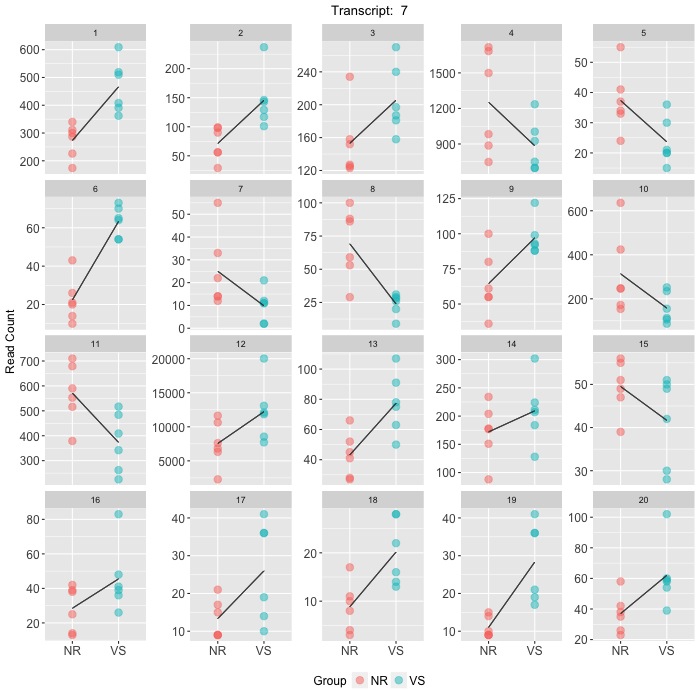 Transcript: 7
1 2 3 4 5
600 500 400 300 200
200 150 100 50
240 200 160 120
1500 1200 900
50 40 30 20
6 7 8 9 10
60 40 20
50 40 30 20 10 0
100 75 50 25
125 100 75 50
600 400 200
Read Count
11 12 13 14 15
700 600 500 400 300
20000 15000 10000 5000
100 80 60 40
300 250 200 150 100
50 40 30
16 17 18 19 20
80 60 40 20
40 30 20 10
20 10
40 30 20 10
100 80 60 40 20
NR VS NR VS NR VS NR VS NR VS
Group NR VS